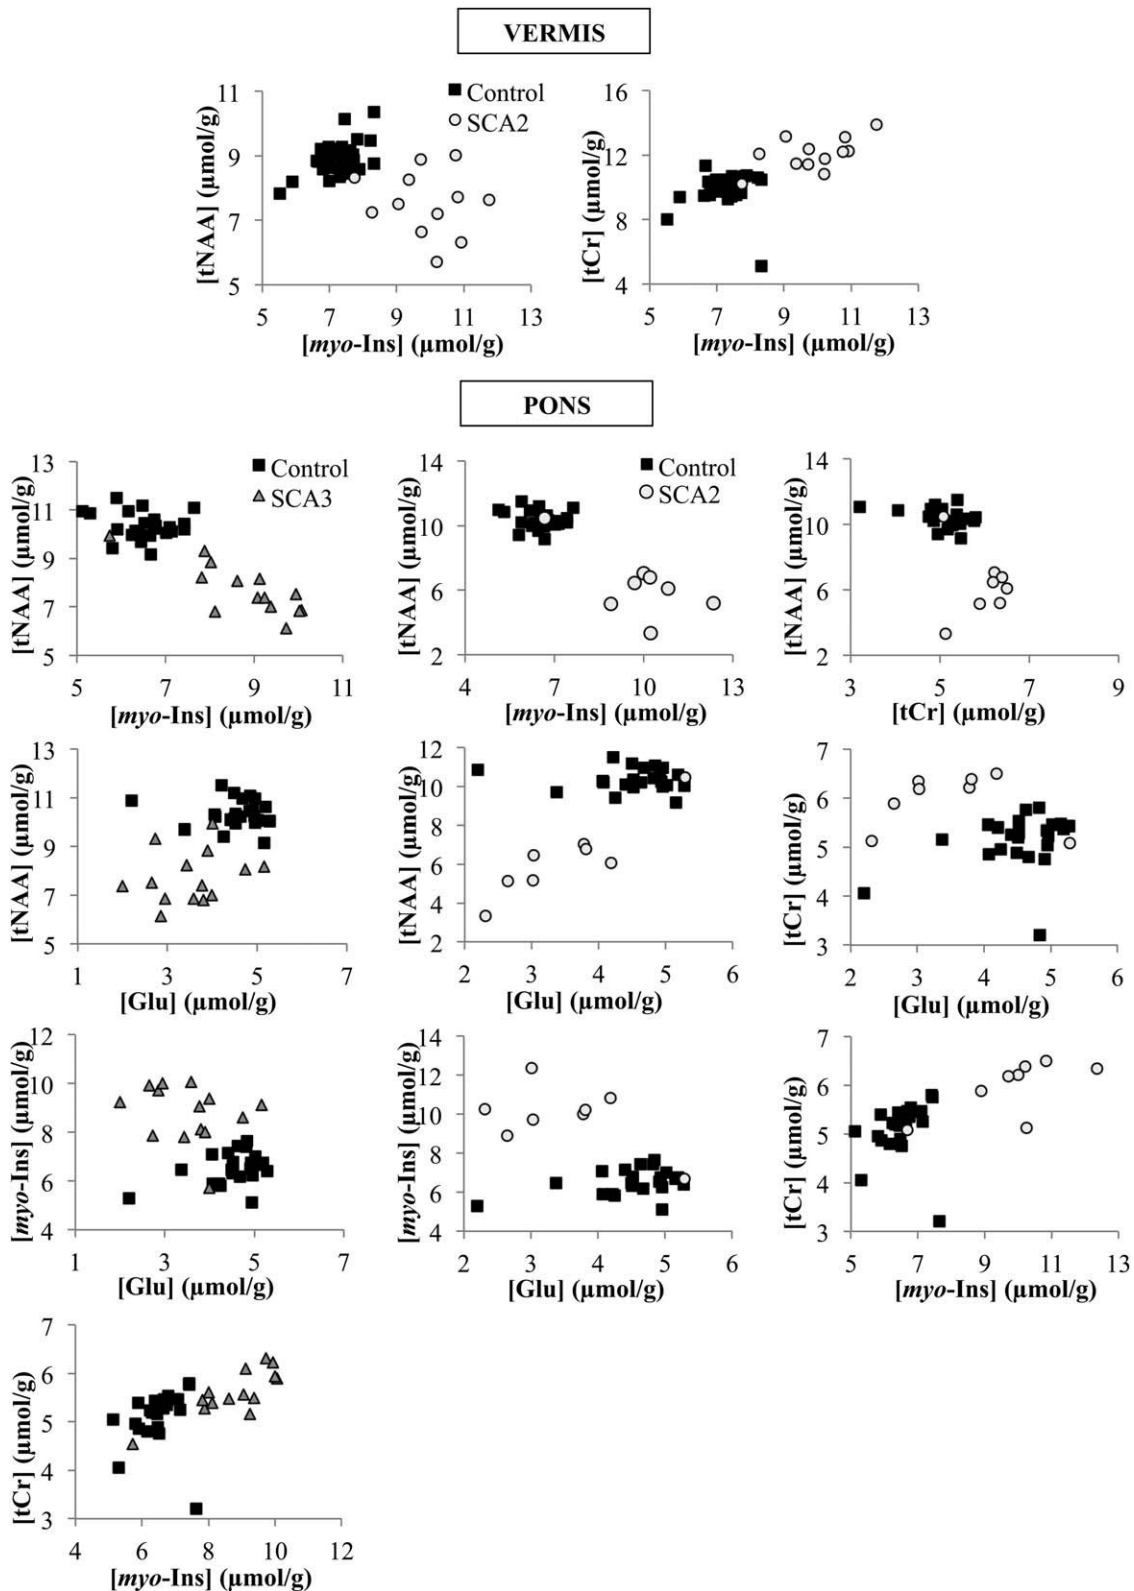 VERMIS
[tNAA] (µmol/g)
11
9
7
5
5 7 9 11 13
[myo-Ins] (µmol/g)
Control
SCA2
[tCr] (µmol/g)
16
12
8
4
5 7 9 11 13
[myo-Ins] (µmol/g)
PONS
[tNAA] (µmol/g)
13
11
9
7
5
5 7 9 11
[myo-Ins] (µmol/g)
Control
SCA3
[tNAA] (µmol/g)
14
10
6
2
4 7 10 13
[myo-Ins] (µmol/g)
Control
SCA2
[tNAA] (µmol/g)
14
10
6
2
3 5 7 9
[tCr] (µmol/g)
[tNAA] (µmol/g)
13
11
9
7
5
1 3 5 7
[Glu] (µmol/g)
[tNAA] (µmol/g)
12
10
8
6
4
2
2 3 4 5 6
[Glu] (µmol/g)
[tCr] (µmol/g)
7
6
5
4
3
2 3 4 5 6
[Glu] (µmol/g)
[myo-Ins] (µmol/g)
12
10
8
6
4
1 3 5 7
[Glu] (µmol/g)
[myo-Ins] (µmol/g)
14
12
10
8
6
4
2 3 4 5 6
[Glu] (µmol/g)
[tCr] (µmol/g)
7
6
5
4
3
5 7 9 11 13
[myo-Ins] (µmol/g)
[tCr] (µmol/g)
7
6
5
4
3
4 6 8 10 12
[myo-Ins] (µmol/g)